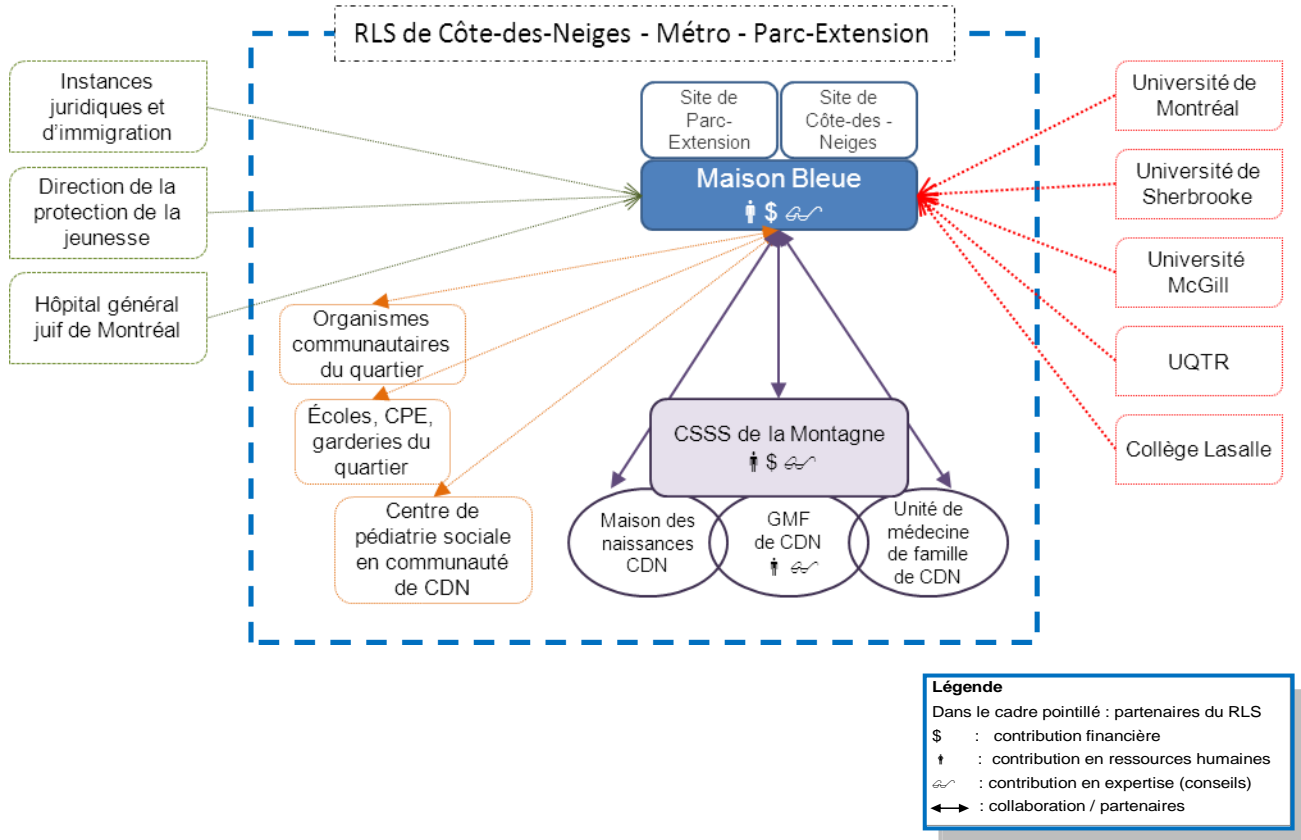 RLS de Côte-des-Neiges - Métro - Parc-Extension
Instances
juridiques et
d'immigration
Direction de la
protection de la
jeunesse
Hôpital général
juif de Montréal
Site de
Parc-
Extension
Site de
Côte-des -
Neiges
Maison Bleue
$
Organismes
communautaires
du quartier
Écoles, CPE,
garderies du
quartier
Centre de
pédiatrie sociale
en communauté
de CDN
CSSS de la Montagne
$
Maison des
naissances
CDN
GMF
de CDN
Unité de
médecine
de famille
de CDN
Université de
Montréal
Université de
Sherbrooke
Université
McGill
UQTR
Collège Lasalle
Légende
Dans le cadre pointillé : partenaires du RLS
$ : contribution financière
: contribution en ressources humaines
: contribution en expertise (conseils)
: collaboration / partenaires